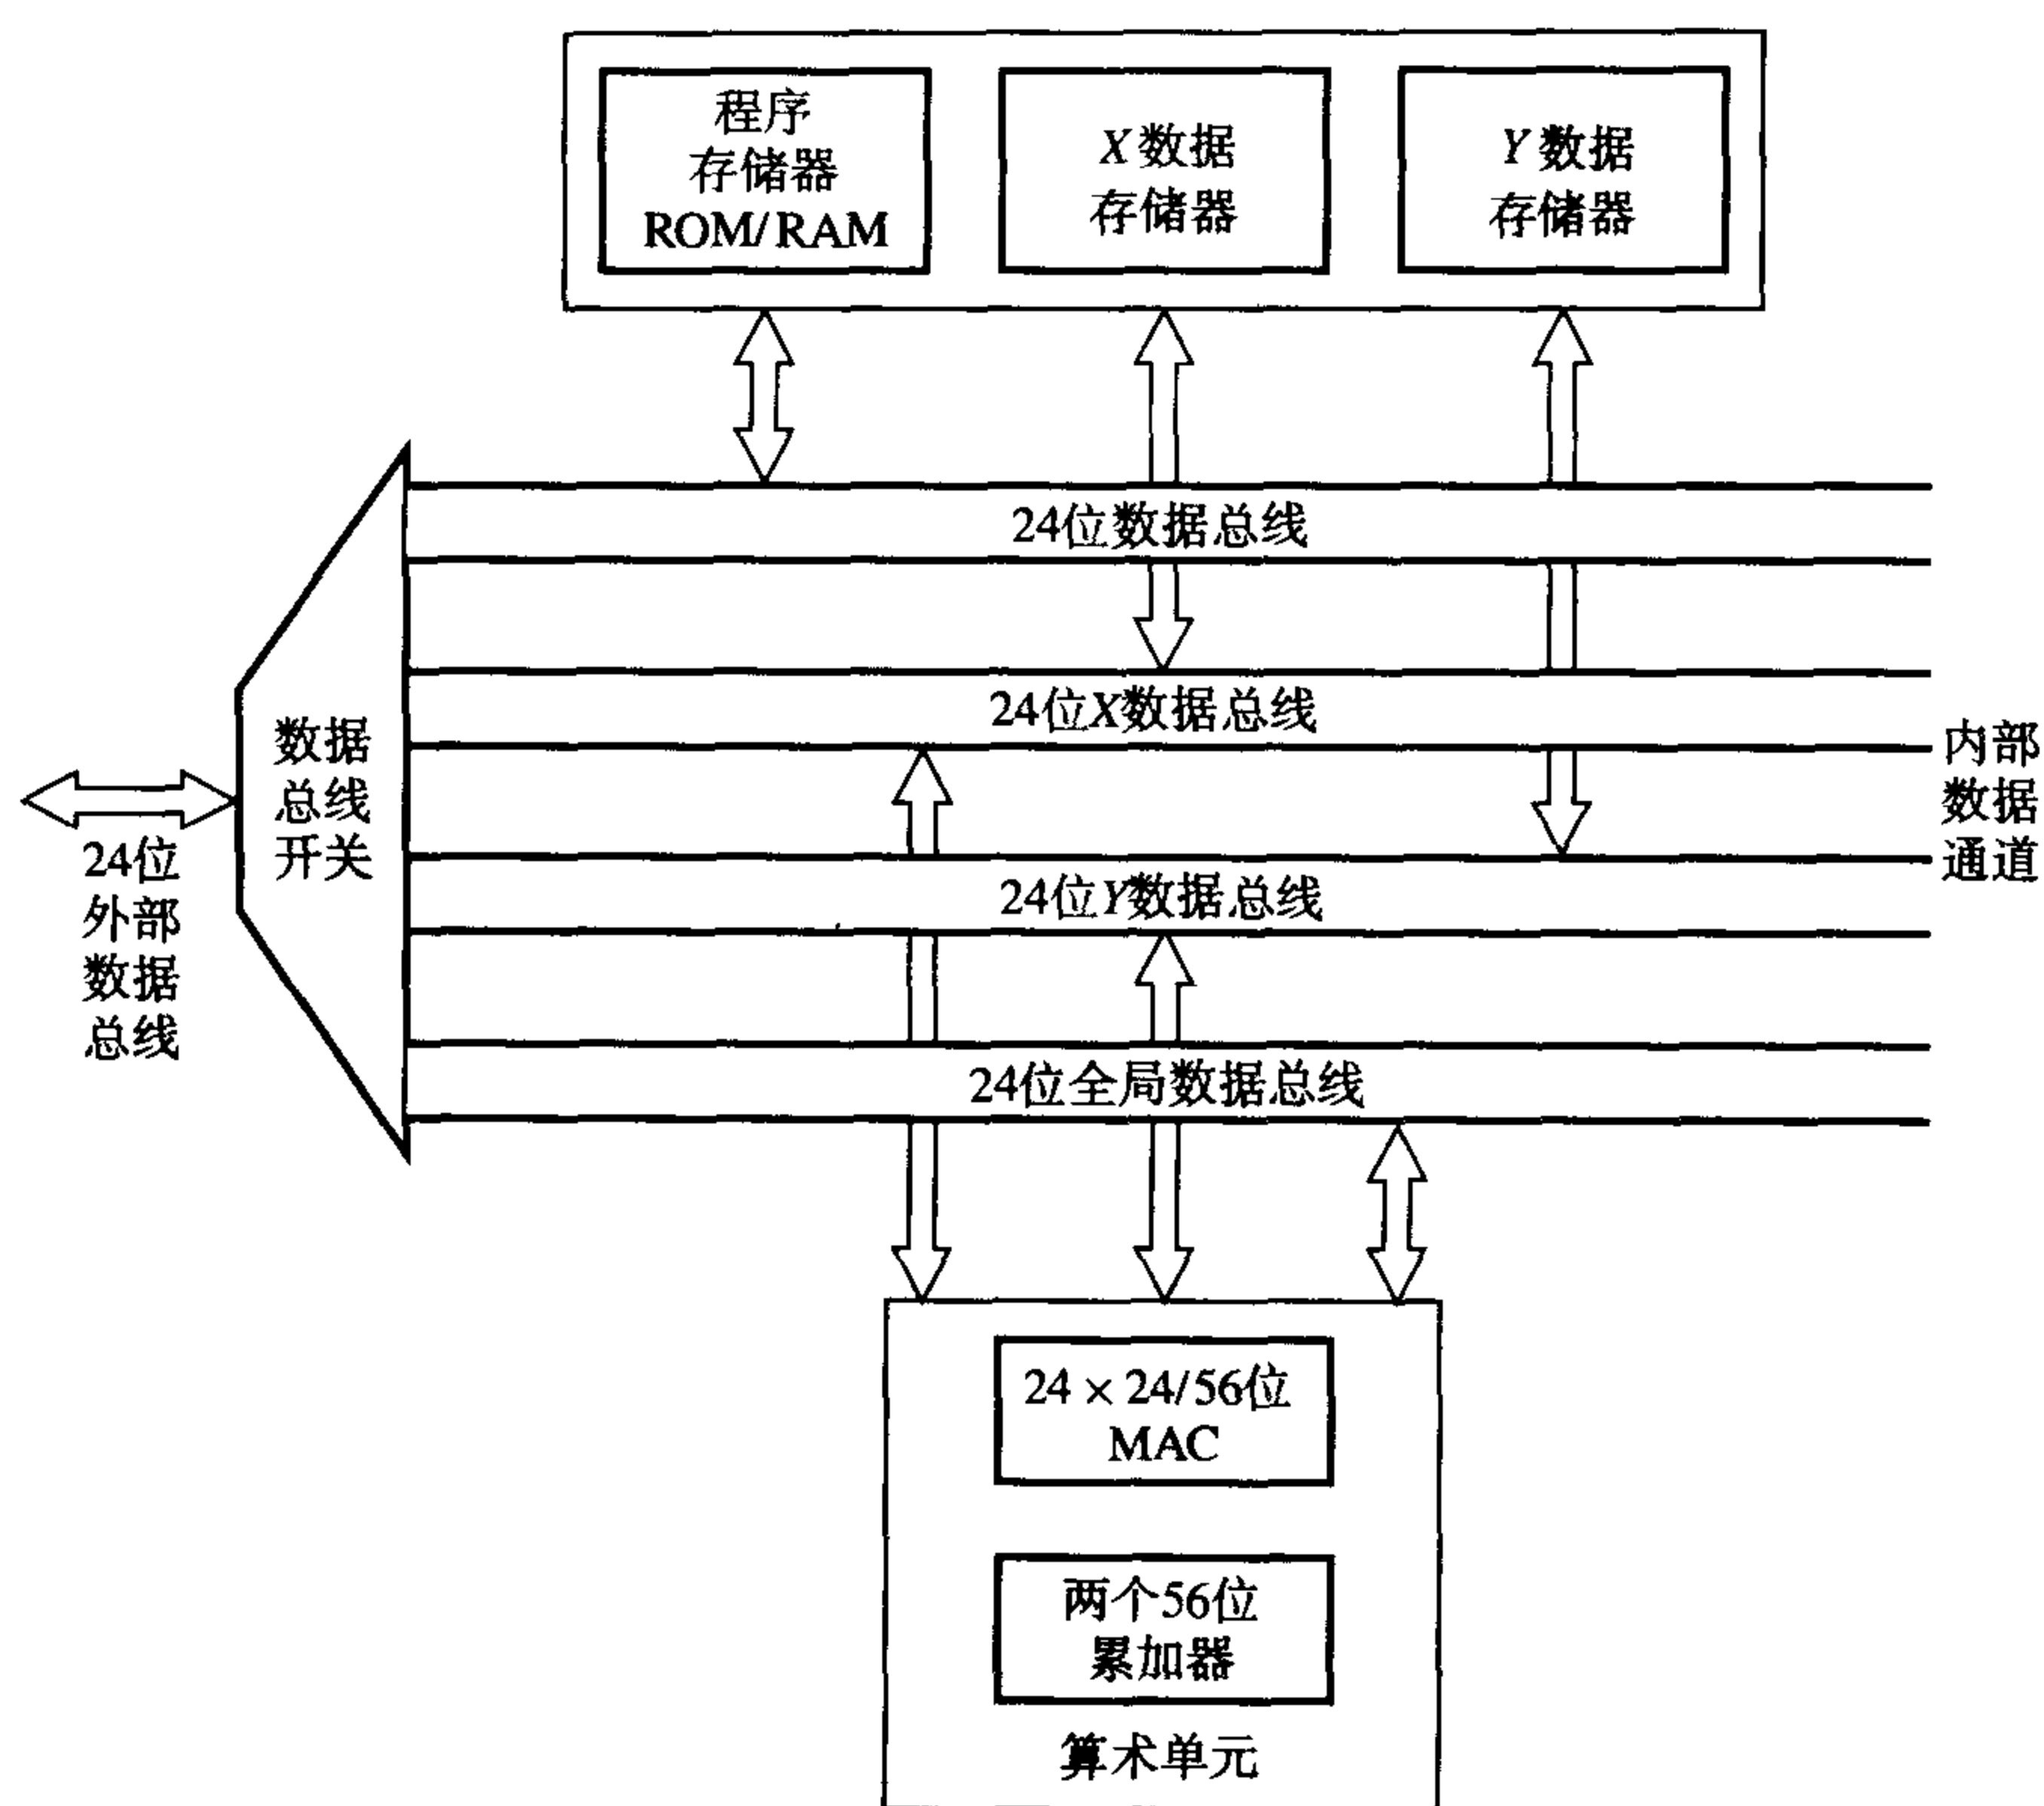 程序
存储器
ROM/RAM
X数据
存储器
Y数据
存储器
24位数据总线
24位X数据总线
24位Y数据总线
24位全局数据总线
数据
总线
开关
24位
外部
数据
总线
内部
数据
通道
24×24/56位
MAC
两个56位
累加器
算术单元